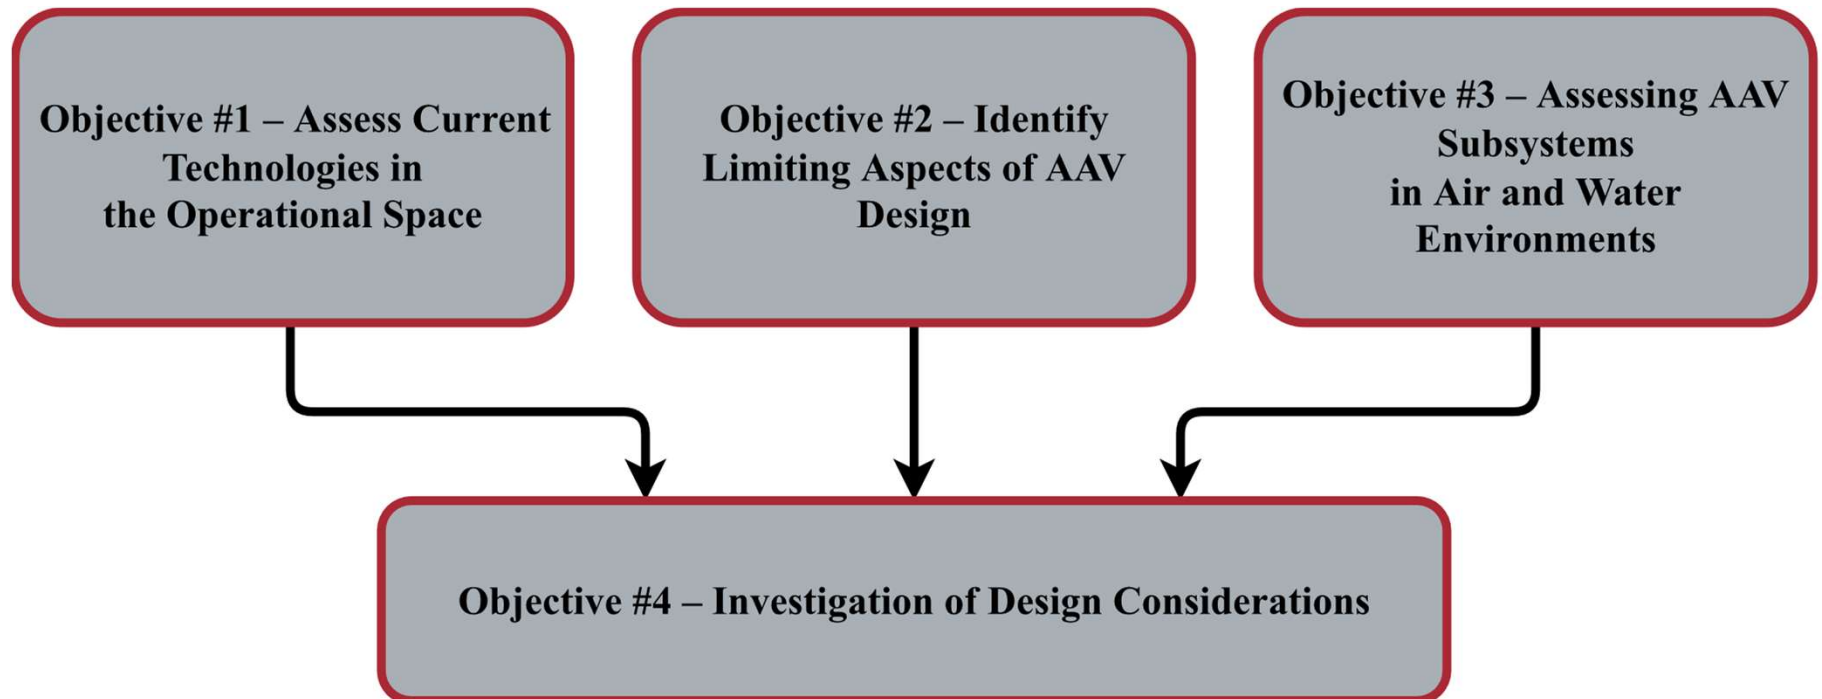 Objective #1 – Assess Current
Technologies in
the Operational Space
Objective #2 – Identify
Limiting Aspects of AAV
Design
Objective #3 – Assessing AAV
Subsystems
in Air and Water
Environments
Objective #4 – Investigation of Design Considerations